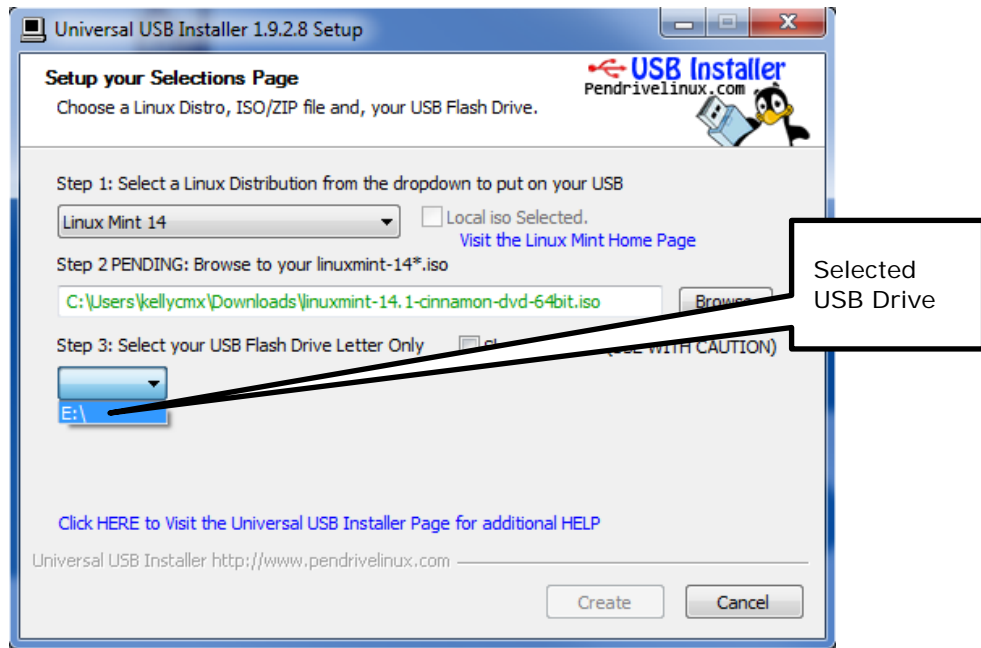 Universal USB Installer 1.9.2.8 Setup
Setup your Selections Page
Choose a Linux Distro, ISO/ZIP file and, your USB Flash Drive.
USB Installer
Pendrivelinux.com
Step 1: Select a Linux Distribution from the dropdown to put on your USB
Linux Mint 14
Local iso Selected.
Visit the Linux Mint Home Page
Step 2 PENDING: Browse to your linuxmint-14*.iso
C:\Users\kellycmx\Downloads\linuxmint-14.1-cinnamon-dvd-64bit.iso
Browse
Selected
USB Drive
Step 3: Select your USB Flash Drive Letter Only
WITH CAUTION)
E:\
Click HERE to Visit the Universal USB Installer Page for additional HELP
Universal USB Installer http://www.pendrivelinux.com
Create
Cancel